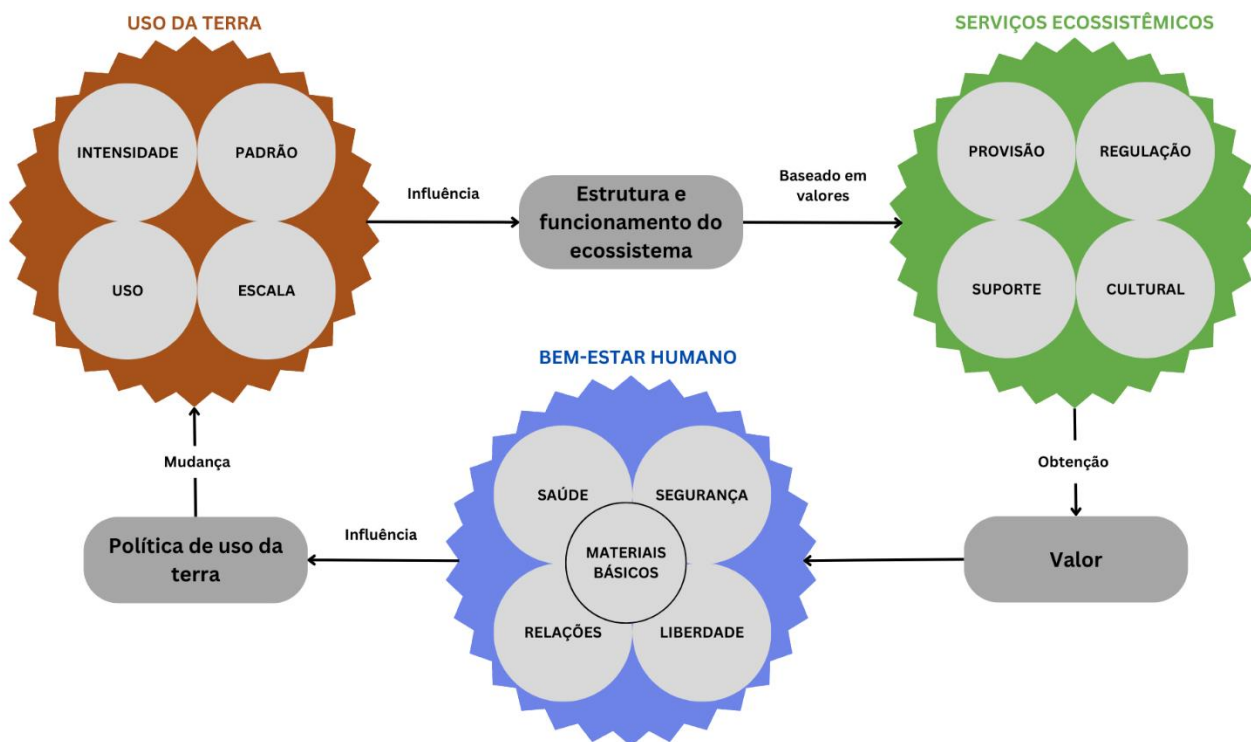 USO DA TERRA
SERVIÇOS ECOSSISTÊMICOS
INTENSIDADE
PADRÃO
USO
ESCALA
Influência
Estrutura e
funcionamento do
ecossistema
Baseado em
valores
PROVISÃO
REGULAÇÃO
SUPORTE
CULTURAL
BEM-ESTAR HUMANO
Mudança
Obtenção
SAÚDE
SEGURANÇA
MATERIAIS
BÁSICOS
RELAÇÕES
LIBERDADE
Política de uso da
terra
Influência
Valor